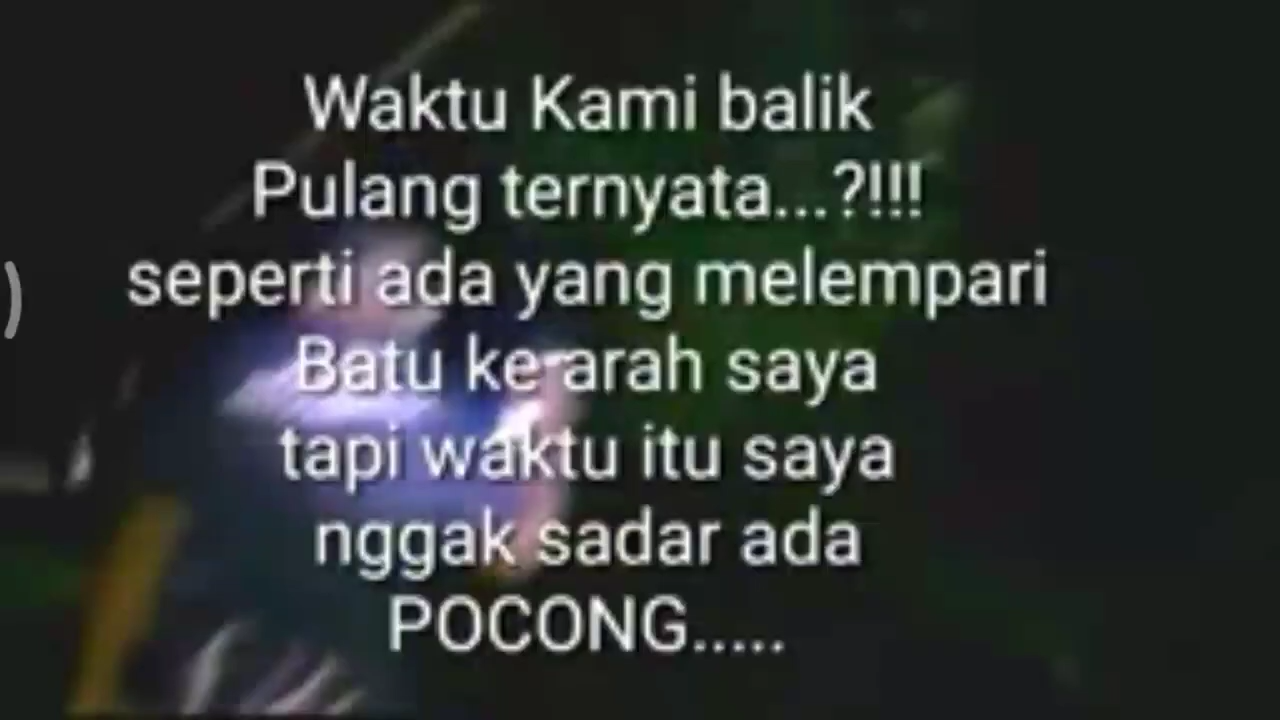 Waktu Kami balik
Pulang ternyata...?!!!
seperti ada yang melempari
Batu ke arah saya
tapi waktu itu saya
nggak sadar ada
POCONG.....